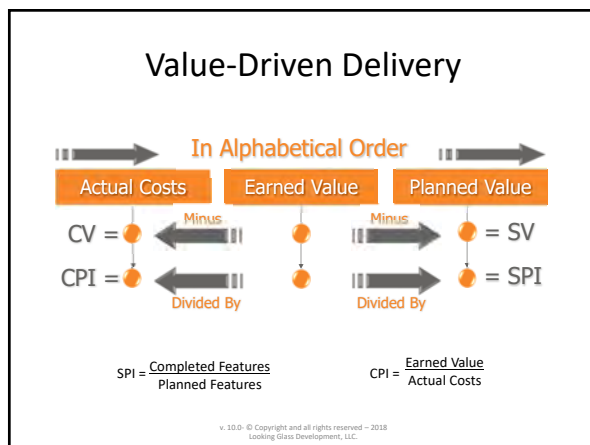 Value-Driven Delivery
In Alphabetical Order
Actual Costs Earned Value Planned Value
Minus Minus
CV = = SV
CPI = = SPI
Divided By Divided By
SPI = Completed Features
Planned Features
CPI = Earned Value
Actual Costs
v. 10.0- © Copyright and all rights reserved – 2018
Looking Glass Development, LLC.